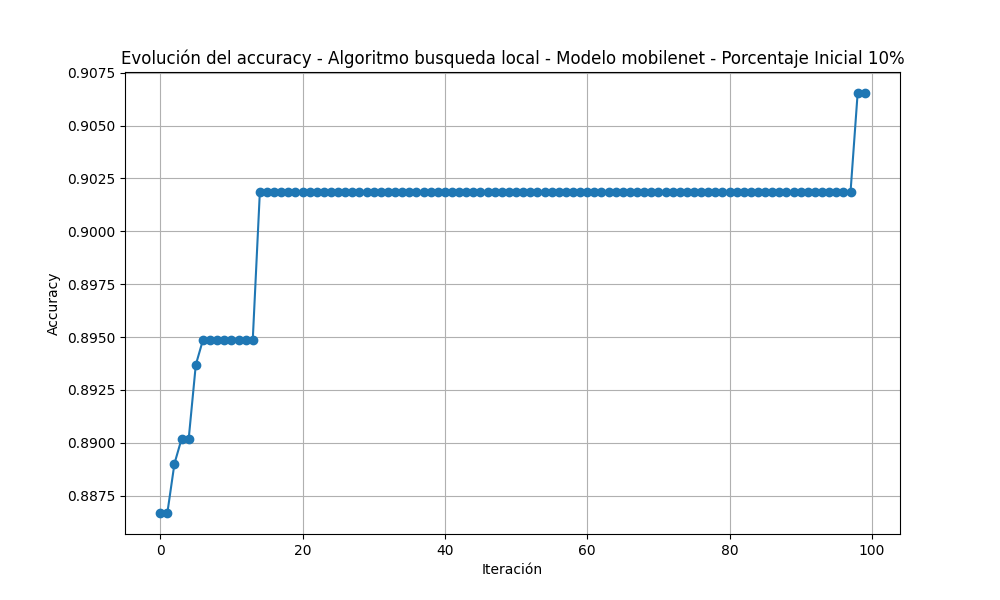 Evolución del accuracy - Algoritmo busqueda local - Modelo mobilenet - Porcentaje Inicial 10%
0.9075
0.9050
0.9025
0.9000
0.8975
0.8950
0.8925
0.8900
0.8875
Accuracy
0 20 40 60 80 100
Iteración